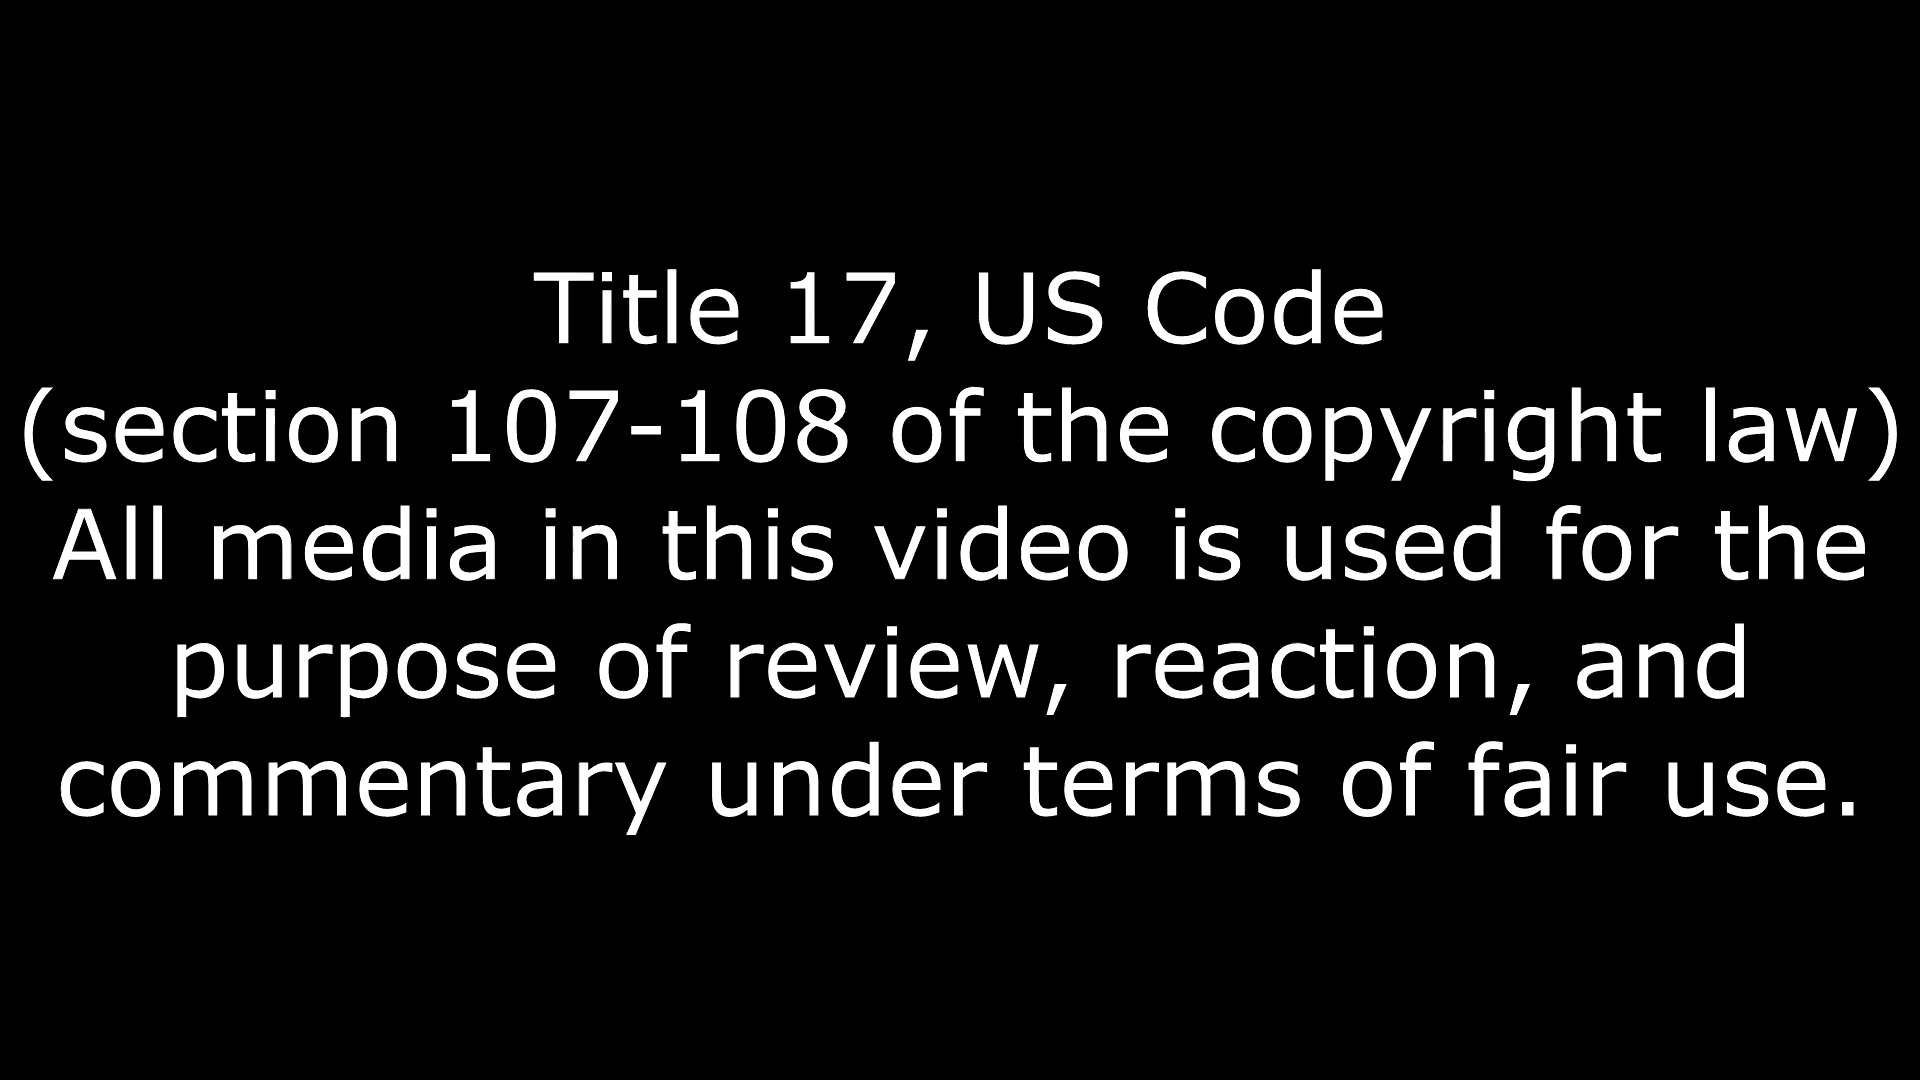 Title 17, US Code
(section 107-108 of the copyright law)
All media in this video is used for the
purpose of review, reaction, and
commentary under terms of fair use.